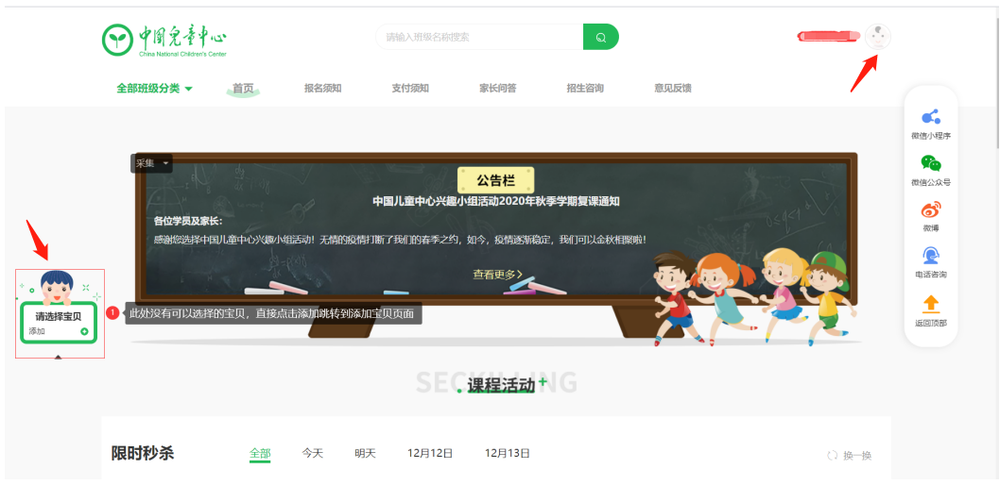 中国儿童中心
China National Children's Center
请输入班级名称搜索
全部班级分类
首页
报名须知
支付须知
家长问答
招生咨询
意见反馈
微信小程序
微信公众号
微博
电话咨询
返回顶部
采集
公告栏
中国儿童中心兴趣小组活动2020年秋季学期复课通知
各位学员及家长：
感谢您选择中国儿童中心兴趣小组活动！无情的疫情打断了我们的春季之约，如今，疫情逐渐稳定，我们可以金秋相聚啦！
查看更多>
请选择宝贝
添加
1
此处没有可以选择的宝贝，直接点击添加跳转到添加宝贝页面
SECKILLING
课程活动
限时秒杀
全部
今天
明天
12月12日
12月13日
换一换